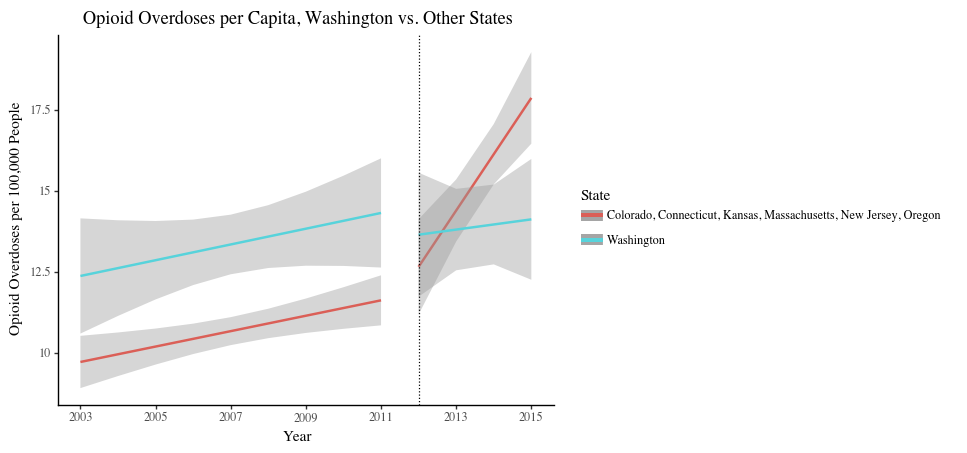 Opioid Overdoses per Capita, Washington vs. Other States
Opioid Overdoses per 100,000 People
17.5
15
12.5
10
2003 2005 2007 2009 2011 2013 2015
Year
State
Colorado, Connecticut, Kansas, Massachusetts, New Jersey, Oregon
Washington